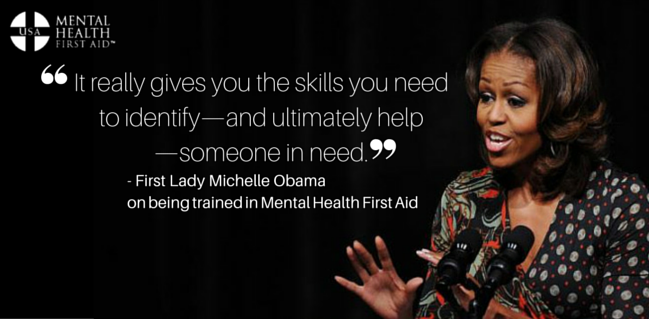 USA
MENTAL
HEALTH
FIRST AID™
“It really gives you the skills you need
to identify—and ultimately help
—someone in need.”
- First Lady Michelle Obama
on being trained in Mental Health First Aid